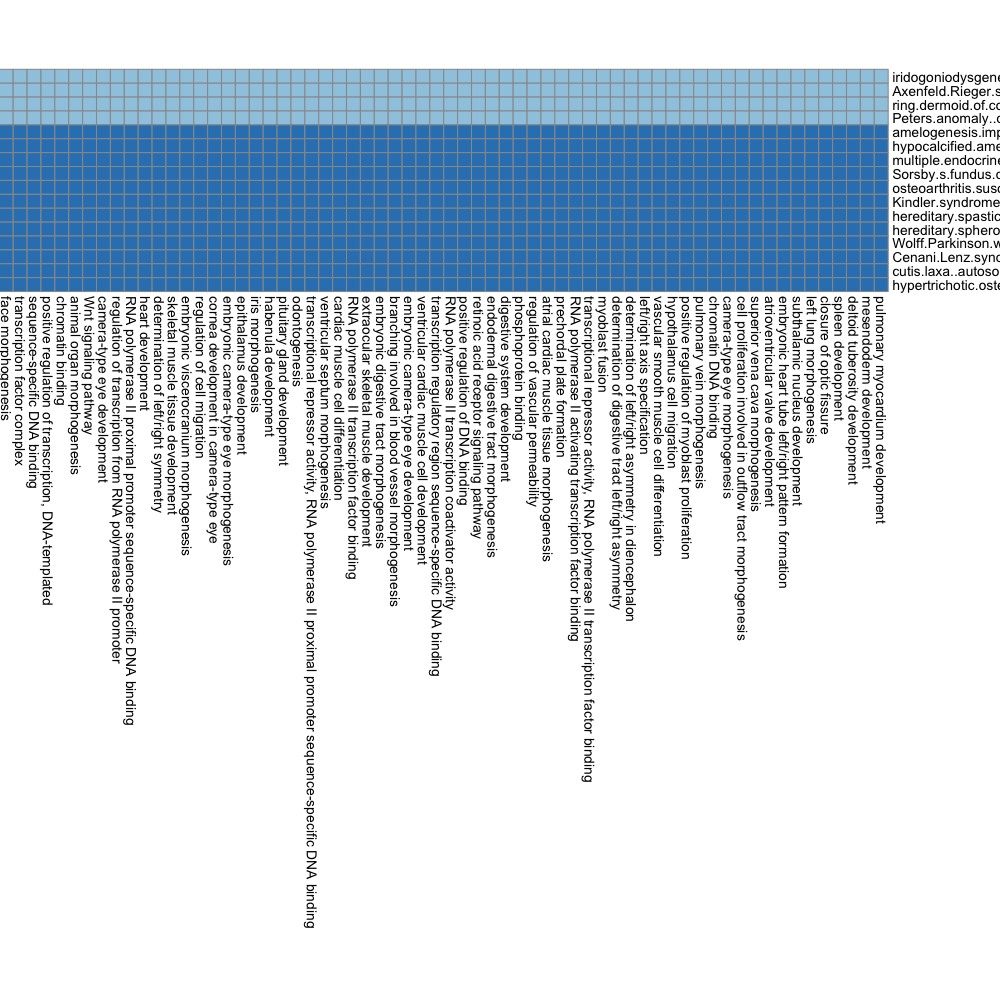 iridogoniodysgene
Axenfeld.Rieger.s
ring.dermoid.of.co
Peters.anomaly..c
amelogenesis.imp
hypocalcified.ame
multiple.endocrine
Sorsby.s.fundus.d
osteoarthritis.susc
Kindler.syndrome
hereditary.spastic
hereditary.sphero
Wolff.Parkinson.w
Cenani.Lenz.sync
cutis.laxa..autoso
hypertrichotic.oste
face morphogenesis
transcription factor complex
sequence-specific DNA binding
positive regulation of transcription, DNA-templated
chromatin binding
animal organ morphogenesis
Wnt signaling pathway
camera-type eye development
regulation of transcription from RNA polymerase II promoter
RNA polymerase II proximal promoter sequence-specific DNA binding
heart development
determination of left/right symmetry
skeletal muscle tissue development
embryonic viscerocranium morphogenesis
regulation of cell migration
cornea development in camera-type eye
embryonic camera-type eye morphogenesis
epithalamus development
iris morphogenesis
habenula development
pituitary gland development
odontogenesis
transcriptional repressor activity, RNA polymerase II proximal promoter sequence-specific DNA binding
ventricular septum morphogenesis
cardiac muscle cell differentiation
RNA polymerase II transcription factor binding
extraocular skeletal muscle development
embryonic digestive tract morphogenesis
branching involved in blood vessel morphogenesis
embryonic camera-type eye development
ventricular cardiac muscle cell development
transcription regulatory region sequence-specific DNA binding
RNA polymerase II transcription coactivator activity
positive regulation of DNA binding
retinoic acid receptor signaling pathway
endodermal digestive tract morphogenesis
digestive system development
phosphoprotein binding
regulation of vascular permeability
atrial cardiac muscle tissue morphogenesis
prechordal plate formation
RNA polymerase II activating transcription factor binding
transcriptional repressor activity, RNA polymerase II transcription factor binding
myoblast fusion
determination of digestive tract left/right asymmetry
determination of left/right asymmetry in diencephalon
left/right axis specification
vascular smooth muscle cell differentiation
hypothalamus cell migration
positive regulation of myoblast proliferation
pulmonary vein morphogenesis
chromatin DNA binding
camera-type eye morphogenesis
cell proliferation involved in outflow tract morphogenesis
superior vena cava morphogenesis
atrioventricular valve development
embryonic heart tube left/right pattern formation
subthalamic nucleus development
left lung morphogenesis
closure of optic fissure
spleen development
deltoid tuberosity development
mesendoderm development
pulmonary myocardium development